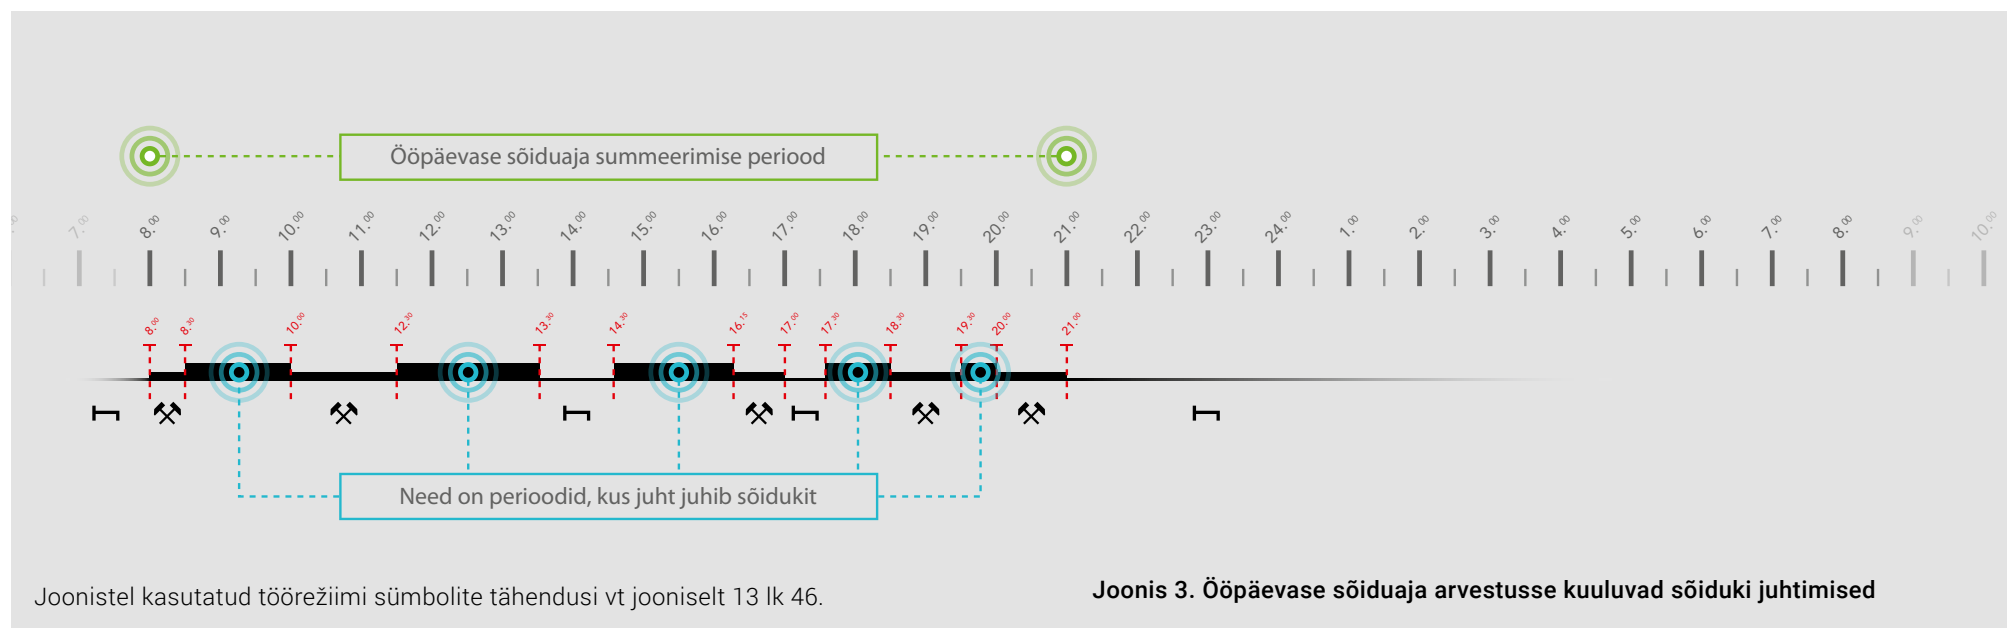 Ööpäevase sõiduaja summeerimise periood
7.00 8.00 9.00 10.00 11.00 12.00 13.00 14.00 15.00 16.00 17.00 18.00 19.00 20.00 21.00 22.00 23.00 24.00 1.00 2.00 3.00 4.00 5.00 6.00 7.00 8.00 9.00 10.00
8.00 8.30 10.00 12.30 13.30 14.30 16.15 17.00 17.30 18.30 19.30 20.00 21.00
Need on perioodid, kus juht juhib sõidukit
Joonistel kasutatud töörežiimi sümbolite tähendusi vt jooniselt 13 lk 46.
Joonis 3. Ööpäevase sõiduaja arvestusse kuuluvad sõiduki juhtimised